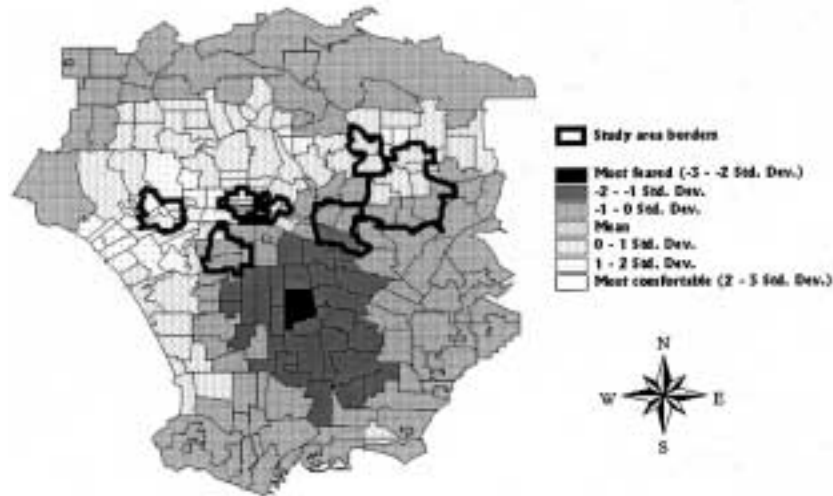 Study area borders
Most feared (-3 - -2 Std. Dev.)
-2 - -1 Std. Dev.
-1 - 0 Std. Dev.
Mean
0 - 1 Std. Dev.
1 - 2 Std. Dev.
Most comfortable (2 - 3 Std. Dev.)
N
W E
S